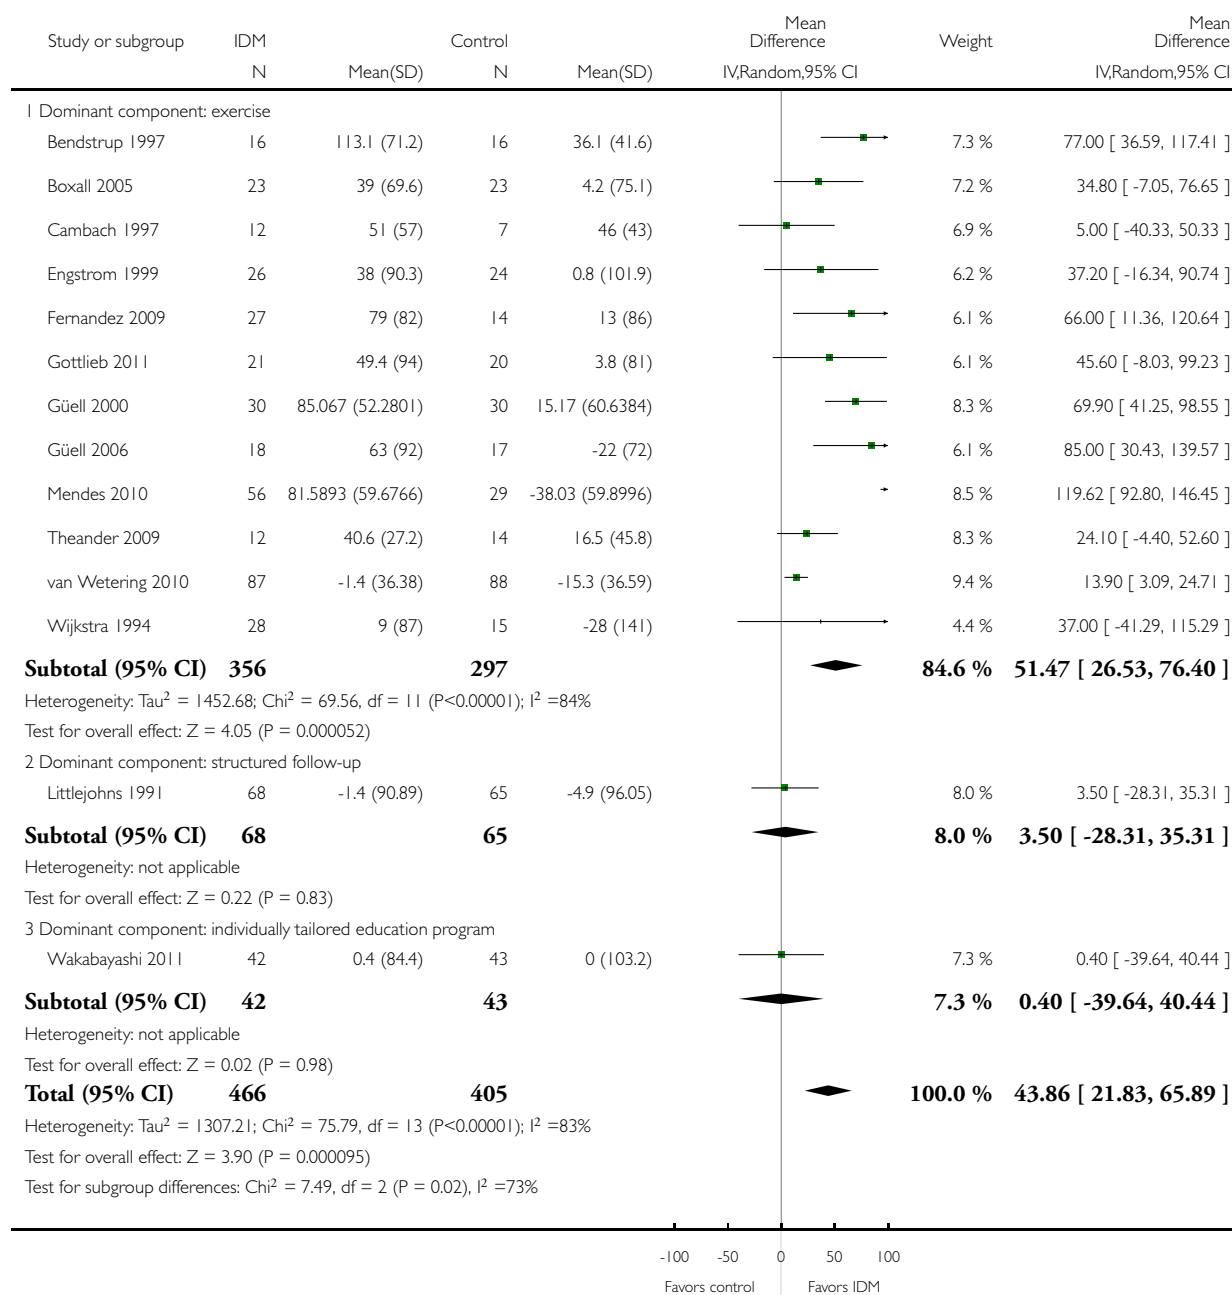 Study or subgroup IDM Control Mean Difference Weight Mean Difference
N Mean(SD) N Mean(SD) IV,Random,95% CI IV,Random,95% CI
1 Dominant component: exercise
Bendstrup 1997 16 113.1 (71.2) 16 36.1 (41.6) 7.3 % 77.00 [ 36.59, 117.41 ]
Boxall 2005 23 39 (69.6) 23 4.2 (75.1) 7.2 % 34.80 [ -7.05, 76.65 ]
Cambach 1997 12 51 (57) 7 46 (43) 6.9 % 5.00 [ -40.33, 50.33 ]
Engstrom 1999 26 38 (90.3) 24 0.8 (101.9) 6.2 % 37.20 [ -16.34, 90.74 ]
Fernandez 2009 27 79 (82) 14 13 (86) 6.1 % 66.00 [ 11.36, 120.64 ]
Gottlieb 2011 21 49.4 (94) 20 3.8 (81) 6.1 % 45.60 [ -8.03, 99.23 ]
Güell 2000 30 85.067 (52.2801) 30 15.17 (60.6384) 8.3 % 69.90 [ 41.25, 98.55 ]
Güell 2006 18 63 (92) 17 -22 (72) 6.1 % 85.00 [ 30.43, 139.57 ]
Mendes 2010 56 81.5893 (59.6766) 29 -38.03 (59.8996) 8.5 % 119.62 [ 92.80, 146.45 ]
Theander 2009 12 40.6 (27.2) 14 16.5 (45.8) 8.3 % 24.10 [ -4.40, 52.60 ]
van Wetering 2010 87 -1.4 (36.38) 88 -15.3 (36.59) 9.4 % 13.90 [ 3.09, 24.71 ]
Wijkstra 1994 28 9 (87) 15 -28 (141) 4.4 % 37.00 [ -41.29, 115.29 ]
Subtotal (95% CI) 356 297 84.6 % 51.47 [ 26.53, 76.40 ]
Heterogeneity: Tau² = 1452.68; Chi² = 69.56, df = 11 (P<0.00001); I² =84%
Test for overall effect: Z = 4.05 (P = 0.000052)
2 Dominant component: structured follow-up
Littlejohns 1991 68 -1.4 (90.89) 65 -4.9 (96.05) 8.0 % 3.50 [ -28.31, 35.31 ]
Subtotal (95% CI) 68 65 8.0 % 3.50 [ -28.31, 35.31 ]
Heterogeneity: not applicable
Test for overall effect: Z = 0.22 (P = 0.83)
3 Dominant component: individually tailored education program
Wakabayashi 2011 42 0.4 (84.4) 43 0 (103.2) 7.3 % 0.40 [ -39.64, 40.44 ]
Subtotal (95% CI) 42 43 7.3 % 0.40 [ -39.64, 40.44 ]
Heterogeneity: not applicable
Test for overall effect: Z = 0.02 (P = 0.98)
Total (95% CI) 466 405 100.0 % 43.86 [ 21.83, 65.89 ]
Heterogeneity: Tau² = 1307.21; Chi² = 75.79, df = 13 (P<0.00001); I² =83%
Test for overall effect: Z = 3.90 (P = 0.000095)
Test for subgroup differences: Chi² = 7.49, df = 2 (P = 0.02), I² =73%
-100 -50 0 50 100
Favors control Favors IDM